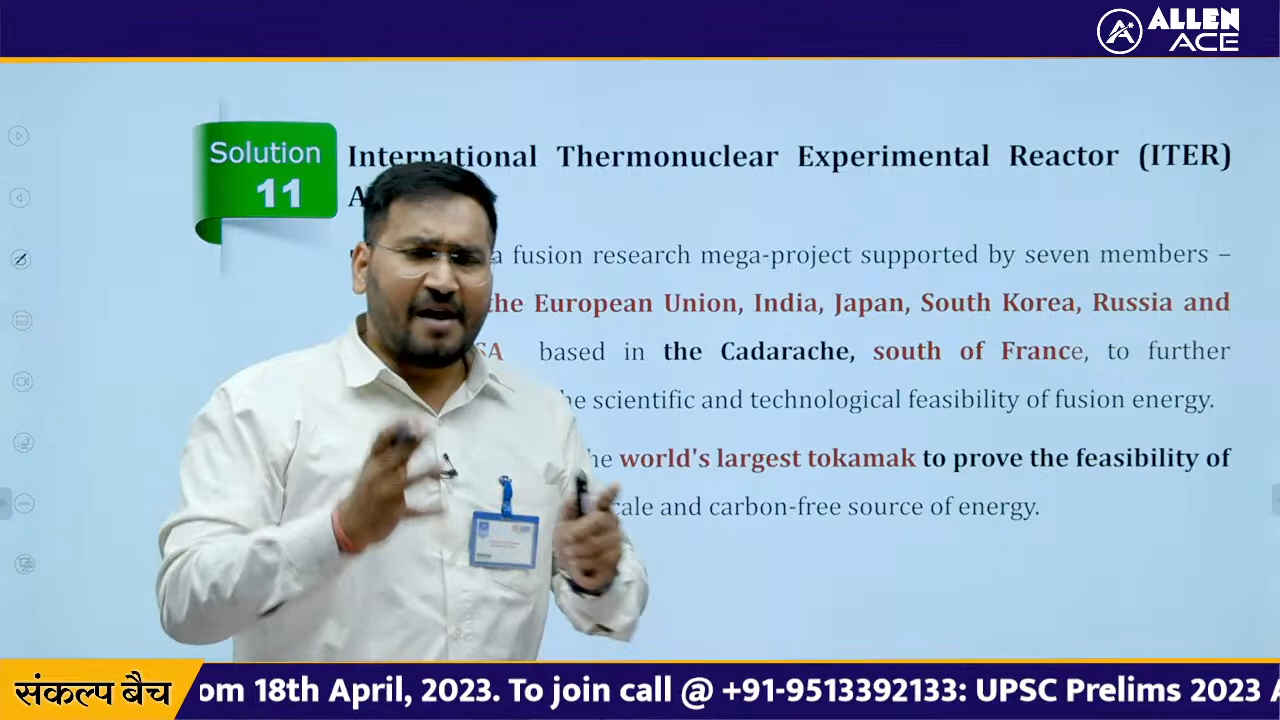 ALLEN
ACE
Solution
11
International Thermonuclear Experimental Reactor (ITER)
a fusion research mega-project supported by seven members –
the European Union, India, Japan, South Korea, Russia and
based in the Cadarache, south of France, to further
scientific and technological feasibility of fusion energy.
world's largest tokamak to prove the feasibility of
and carbon-free source of energy.
संकल्प बैच
18th April, 2023. To join call @ +91-9513392133: UPSC Prelims 2023